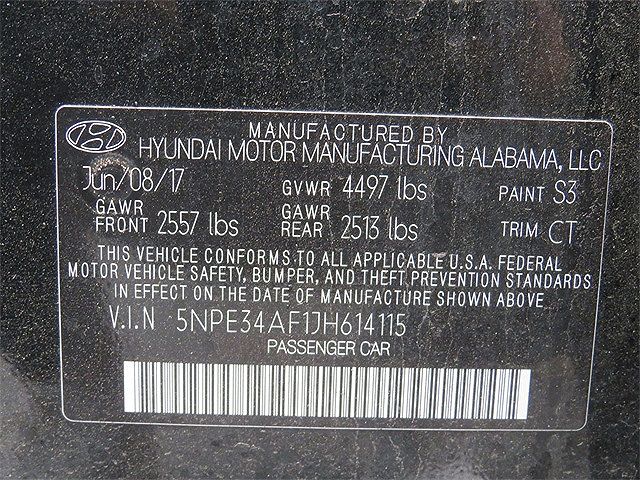 MANUFACTURED BY
HYUNDAI MOTOR MANUFACTURING ALABAMA, LLC
Jun/08/17 GVWR 4497 lbs PAINT S3
GAWR FRONT 2557 lbs GAWR REAR 2513 lbs TRIM CT
THIS VEHICLE CONFORMS TO ALL APPLICABLE U.S.A. FEDERAL
MOTOR VEHICLE SAFETY, BUMPER, AND THEFT PREVENTION STANDARDS
IN EFFECT ON THE DATE OF MANUFACTURE SHOWN ABOVE
V.I.N 5NPE34AF1JH614115
PASSENGER CAR